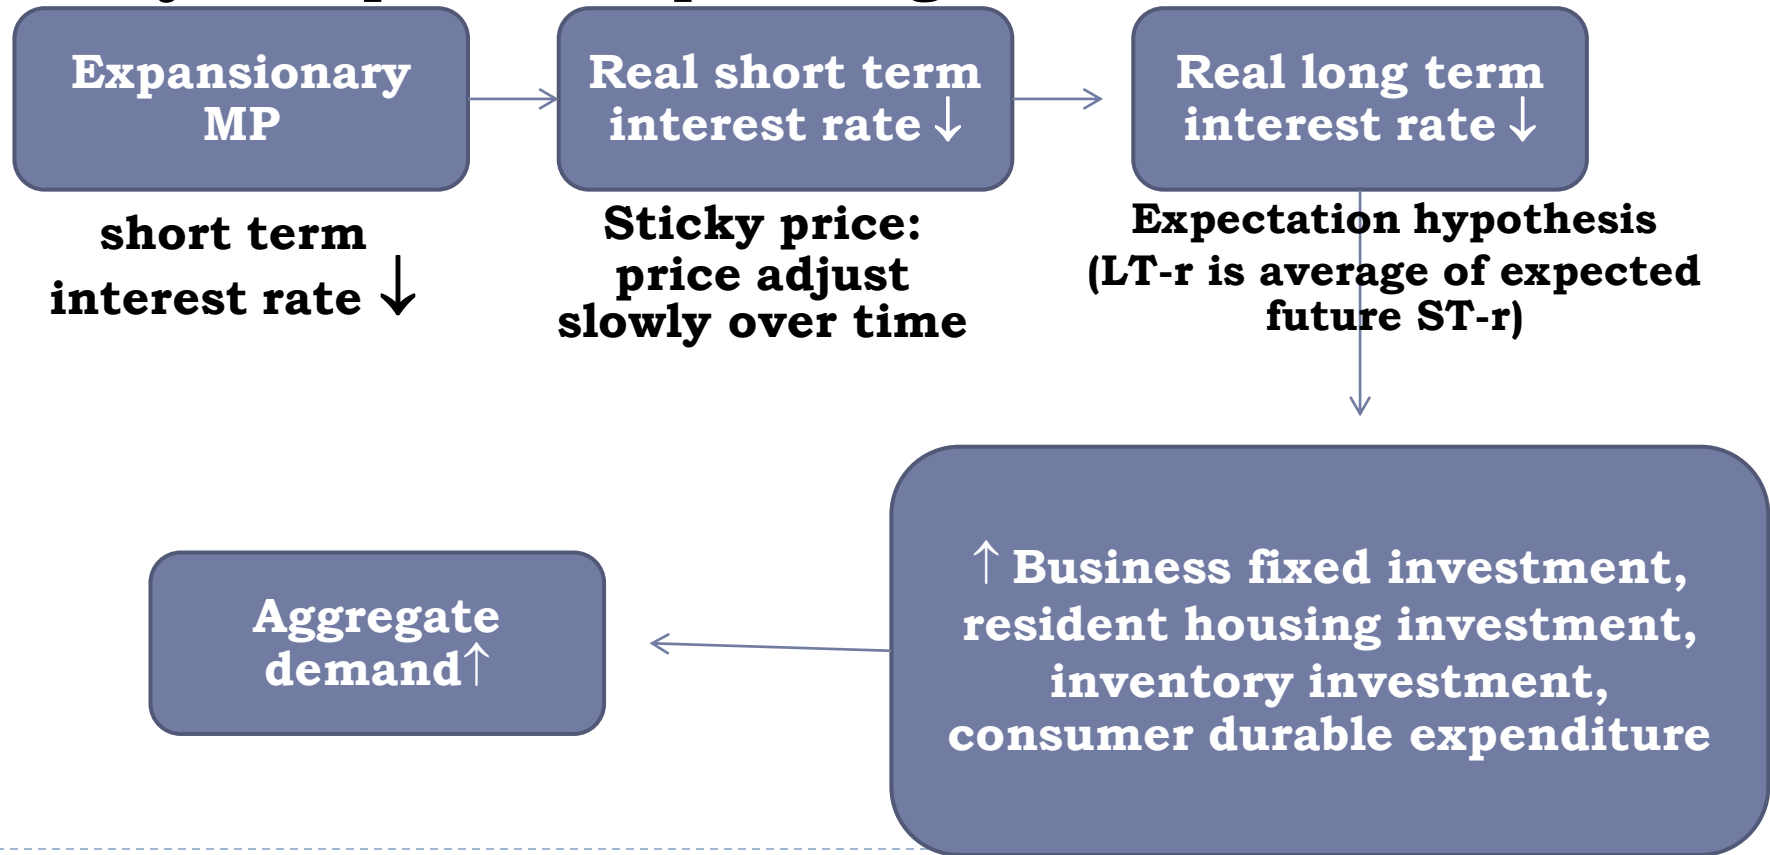 Expansionary
MP
Real short term
interest rate ↓
Real long term
interest rate ↓
short term
interest rate ↓
Sticky price:
price adjust
slowly over time
Expectation hypothesis
(LT-r is average of expected
future ST-r)
↑ Business fixed investment,
resident housing investment,
inventory investment,
consumer durable expenditure
Aggregate
demand↑